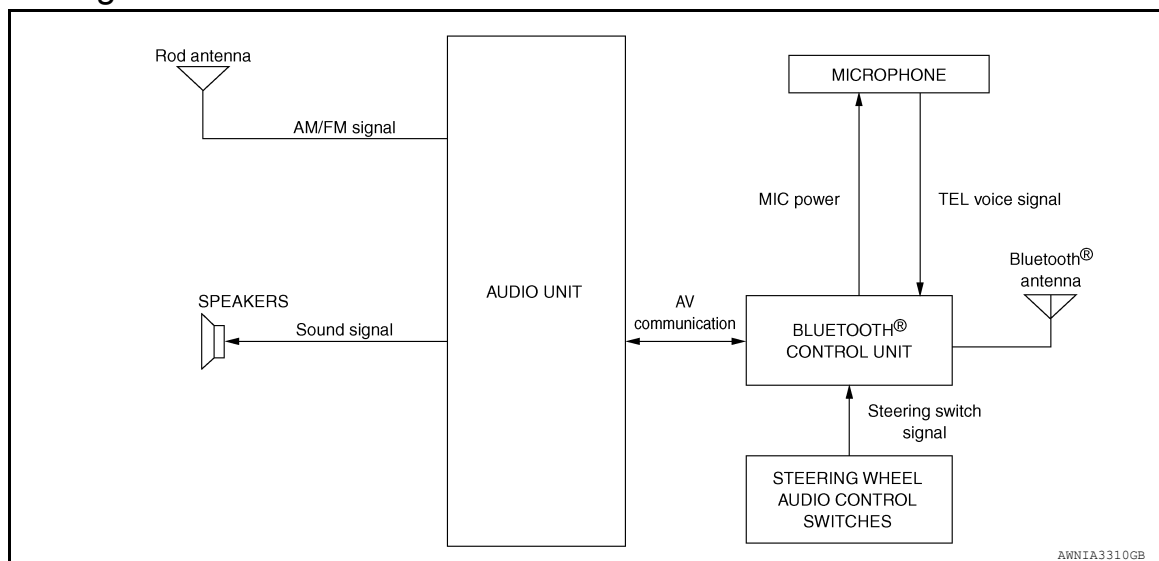 Rod antenna
AM/FM signal
SPEAKERS
Sound signal
AUDIO UNIT
AV
communication
MICROPHONE
MIC power
TEL voice signal
Bluetooth®
antenna
BLUETOOTH®
CONTROL UNIT
Steering switch
signal
STEERING WHEEL
AUDIO CONTROL
SWITCHES
AWNIA3310GB